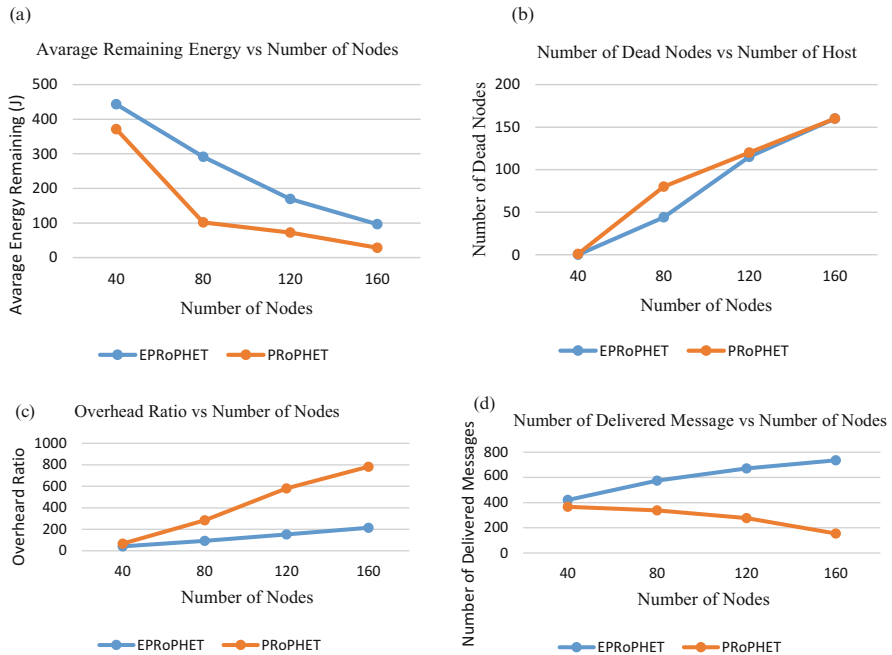 (a)
Avarage Remaining Energy vs Number of Nodes
Avarage Energy Remaining (J)
500
400
300
200
100
0
40 80 120 160
Number of Nodes
EPRoPHET PRoPHET
(b)
Number of Dead Nodes vs Number of Host
Number of Dead Nodes
200
150
100
50
0
40 80 120 160
Number of Nodes
EPRoPHET PRoPHET
(c)
Overhead Ratio vs Number of Nodes
Overheard Ratio
1000
800
600
400
200
0
40 80 120 160
Number of Nodes
EPRoPHET PRoPHET
(d)
Number of Delivered Message vs Number of Nodes
Number of Delivered Messages
800
600
400
200
0
40 80 120 160
Number of Nodes
EPRoPHET PRoPHET